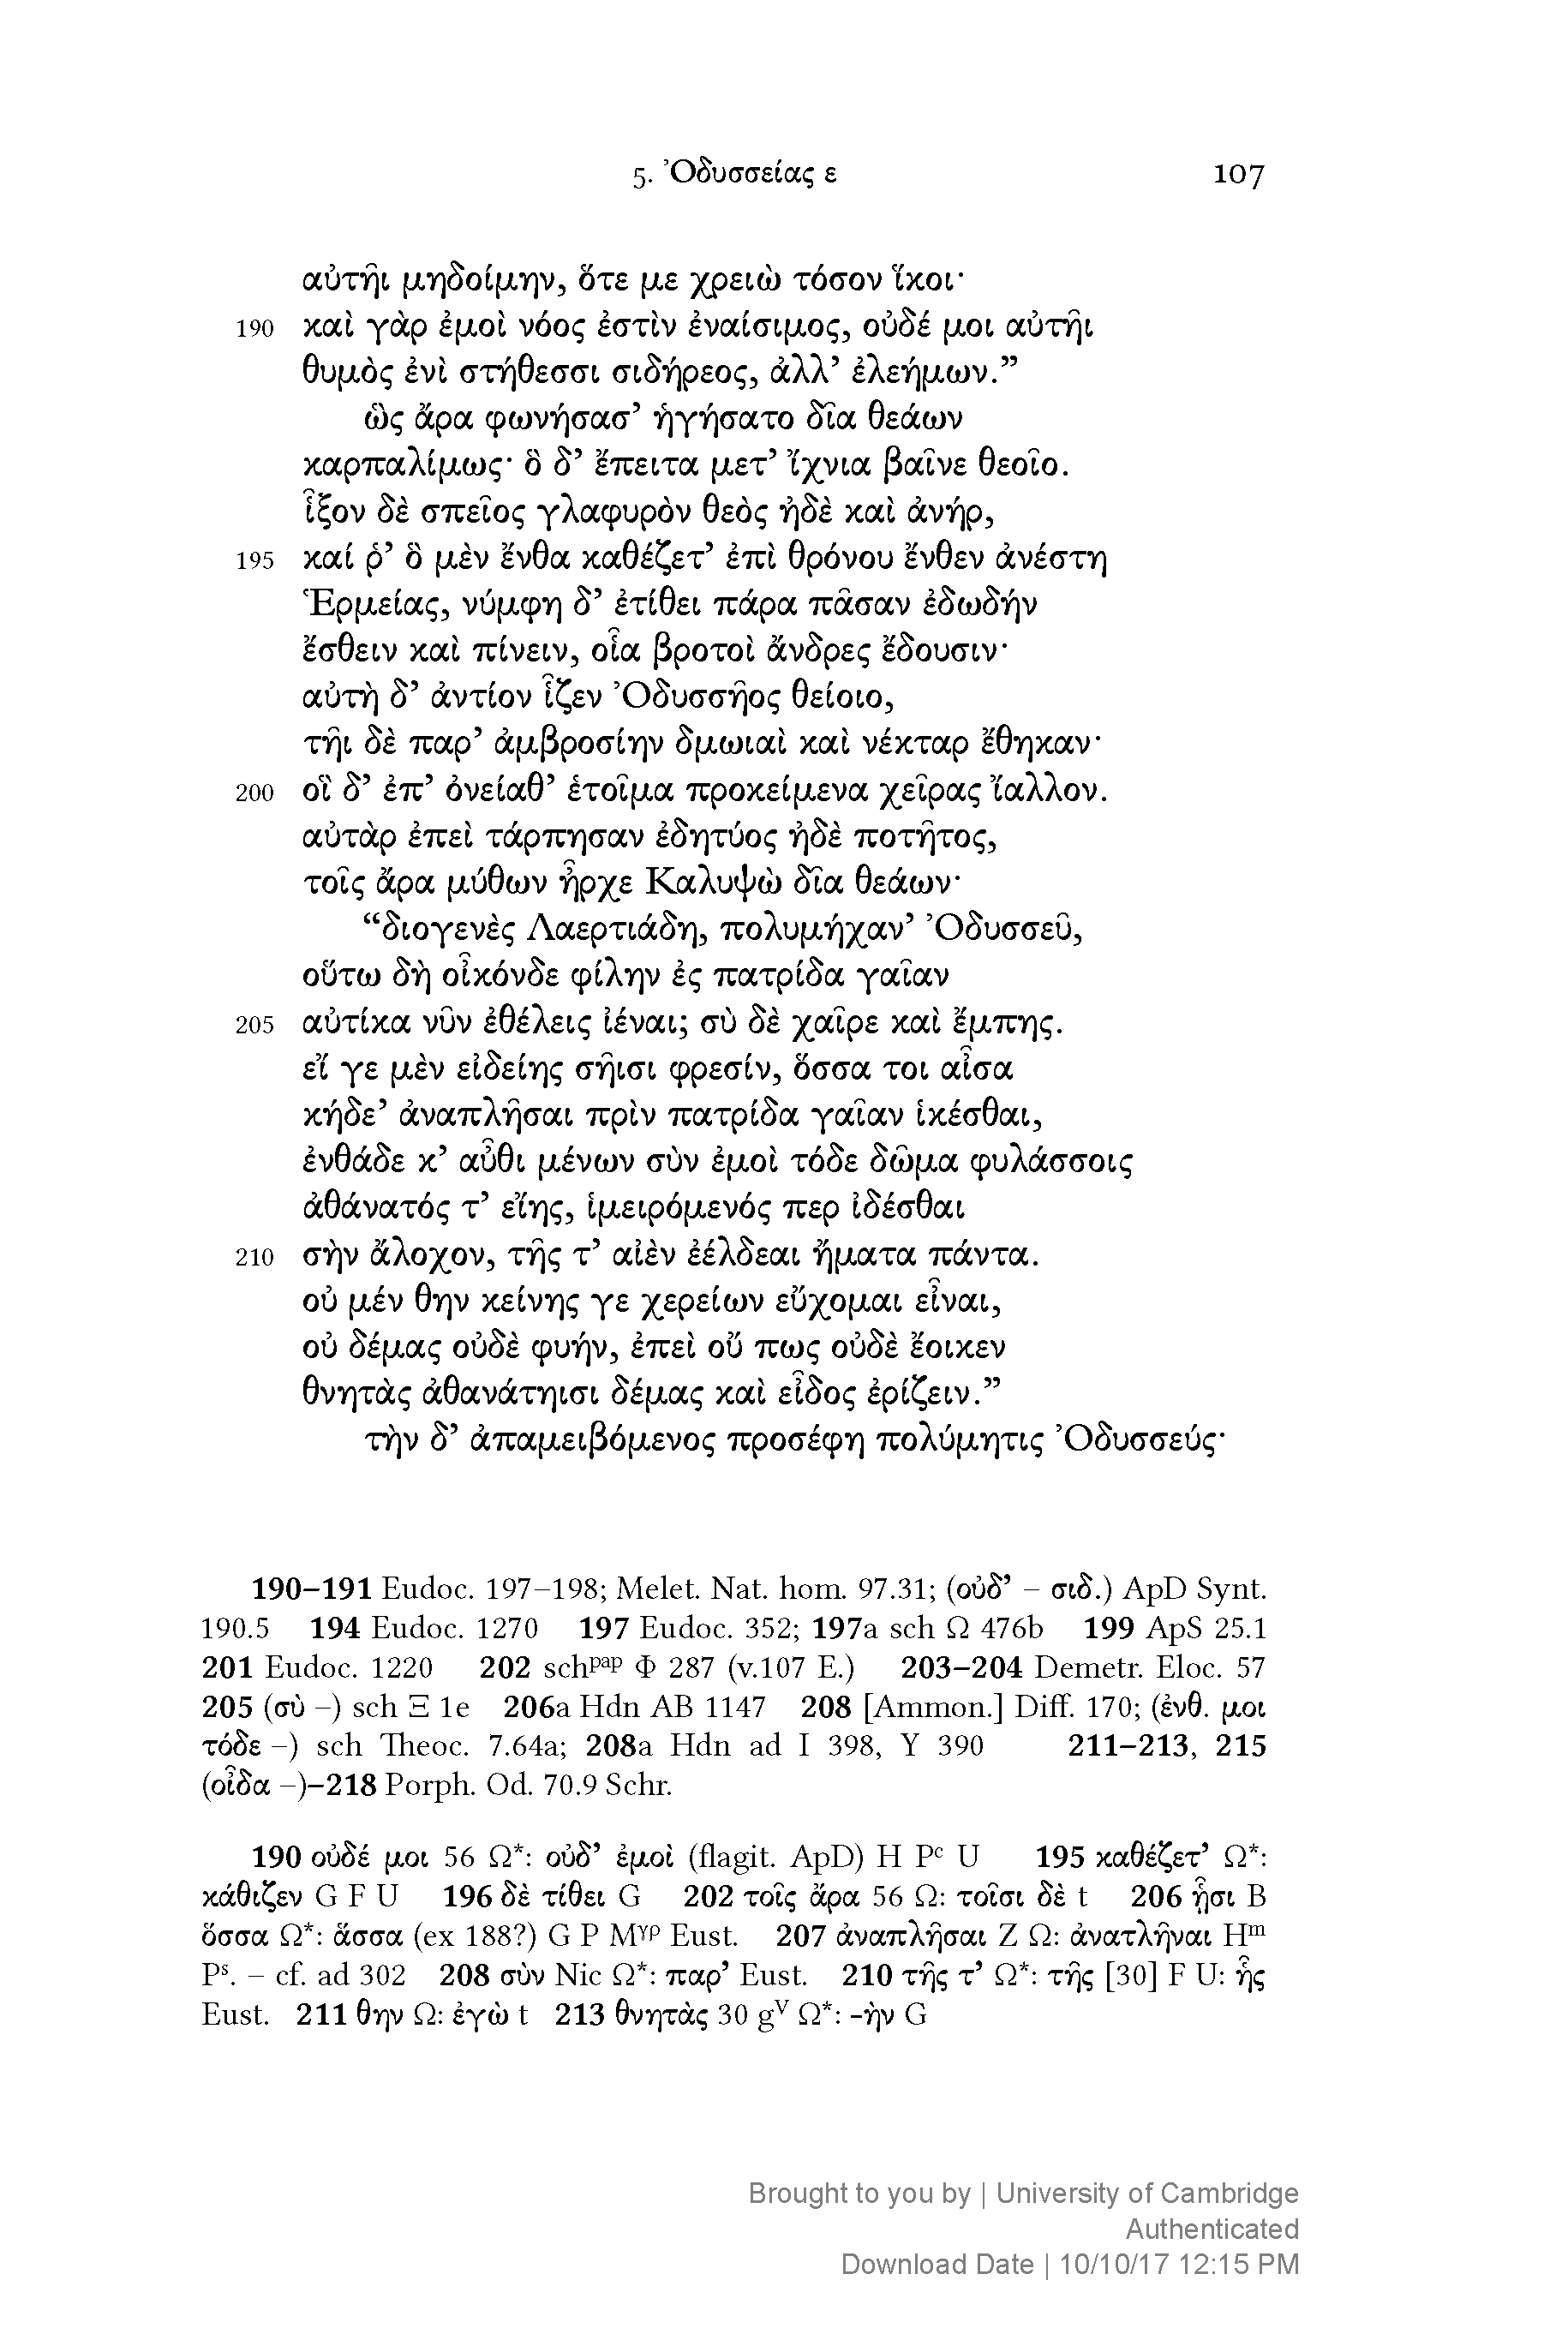 5. Ὀδυσσείας ε 107
αὐτῆι μηδοίμην, ὅτε με χρειὼ τόσον ἵκοι·
190 καὶ γὰρ ἐμοὶ νόος ἐστὶν ἐναίσιμος, οὐδέ μοι αὐτῆι
θυμὸς ἐνὶ στήθεσσι σιδήρεος, ἀλλ’ ἐλεήμων.”
ὣς ἄρα φωνήσασ’ ἡγήσατο δῖα θεάων
καρπαλίμως· ὃ δ’ ἔπειτα μετ’ ἴχνια βαῖνε θεοῖο.
ἷξον δὲ σπεῖος γλαφυρὸν θεὸς ἠδὲ καὶ ἀνήρ,
195 καί ῥ’ ὃ μὲν ἔνθα καθέζετ’ ἐπὶ θρόνου ἔνθεν ἀνέστη
Ἑρμείας, νύμφη δ’ ἐτίθει πάρα πᾶσαν ἐδωδήν
ἔσθειν καὶ πίνειν, οἷα βροτοὶ ἄνδρες ἔδουσιν·
αὐτὴ δ’ ἀντίον ἷζεν Ὀδυσσῆος θείοιο,
τῆι δὲ παρ’ ἀμβροσίην δμωιαὶ καὶ νέκταρ ἔθηκαν·
200 οἳ δ’ ἐπ’ ὀνείαθ’ ἑτοῖμα προκείμενα χεῖρας ἴαλλον.
αὐτὰρ ἐπεὶ τάρπησαν ἐδητύος ἠδὲ ποτῆτος,
τοῖς ἄρα μύθων ἦρχε Καλυψὼ δῖα θεάων·
“διογενὲς Λαερτιάδη, πολυμήχαν’ Ὀδυσσεῦ,
οὕτω δὴ οἶκόνδε φίλην ἐς πατρίδα γαῖαν
205 αὐτίκα νῦν ἐθέλεις ἰέναι; σὺ δὲ χαῖρε καὶ ἔμπης.
εἴ γε μὲν εἰδείης σῆισι φρεσίν, ὅσσα τοι αἶσα
κήδε’ ἀναπλῆσαι πρὶν πατρίδα γαῖαν ἱκέσθαι,
ἐνθάδε κ’ αὖθι μένων σὺν ἐμοὶ τόδε δῶμα φυλάσσοις
ἀθάνατός τ’ εἴης, ἱμειρόμενός περ ἰδέσθαι
210 σὴν ἄλοχον, τῆς τ’ αἰὲν ἐέλδεαι ἤματα πάντα.
οὐ μέν θην κείνης γε χερείων εὔχομαι εἶναι,
οὐ δέμας οὐδὲ φυήν, ἐπεὶ οὔ πως οὐδὲ ἔοικεν
θνητὰς ἀθανάτηισι δέμας καὶ εἶδος ἐρίζειν.”
τὴν δ’ ἀπαμειβόμενος προσέφη πολύμητις Ὀδυσσεύς·
190–191 Eudoc. 197–198; Melet. Nat. hom. 97.31; (οὐδ’ – σιδ.) ApD Synt.
190.5 194 Eudoc. 1270 197 Eudoc. 352; 197a sch Ω 476b 199 ApS 25.1
201 Eudoc. 1220 202 schᵖᵃᵖ Φ 287 (v.107 E.) 203–204 Demetr. Eloc. 57
205 (σὺ –) sch Ξ 1e 206a Hdn AB 1147 208 [Ammon.] Diff. 170; (ἐνθ. μοι
τόδε –) sch Theoc. 7.64a; 208a Hdn ad I 398, Y 390 211–213, 215
(οἶδα –)–218 Porph. Od. 70.9 Schr.
190 οὐδέ μοι 56 Ω*: οὐδ’ ἐμοὶ (flagit. ApD) H Pᶜ U 195 καθέζετ’ Ω*:
κάθιζεν G F U 196 δὲ τίθει G 202 τοῖς ἄρα 56 Ω: τοῖσι δὲ t 206 ᾗσι B
ὅσσα Ω*: ἅσσα (ex 188?) G P Mᵞᵖ Eust. 207 ἀναπλῆσαι Z Ω: ἀνατλῆναι Hᵐ
Pˢ. – cf. ad 302 208 σὺν Nic Ω*: παρ’ Eust. 210 τῆς τ’ Ω*: τῆς [30] F U: ἧς
Eust. 211 θην Ω: ἐγὼ t 213 θνητὰς 30 gⱽ Ω*: -ὴν G
Brought to you by | University of Cambridge
Authenticated
Download Date | 10/10/17 12:15 PM